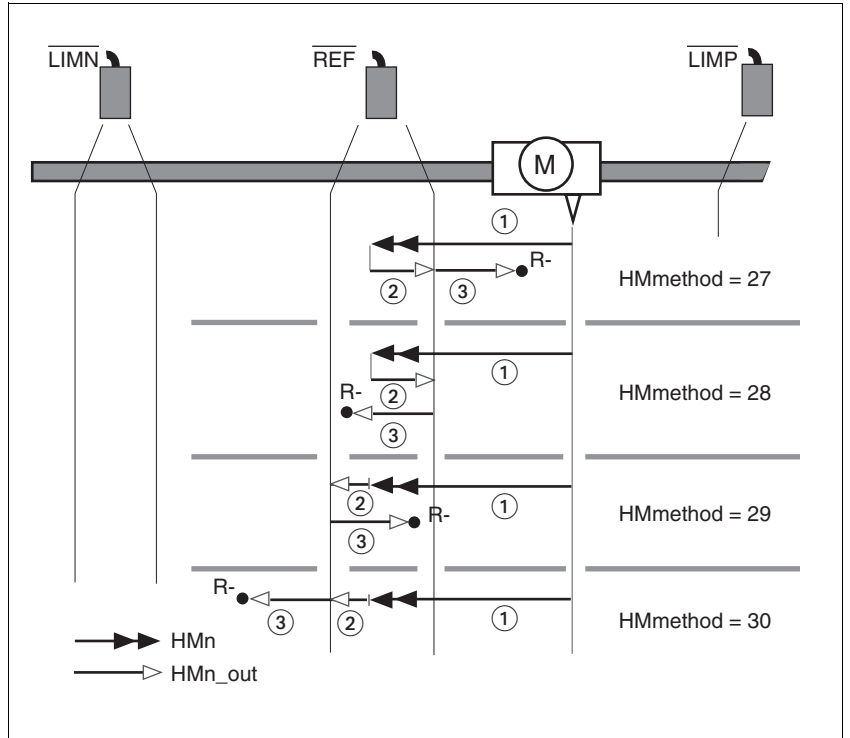 LIMN REF LIMP
M
①
R-
② ③
HMmethod = 27
①
②
R-
③
HMmethod = 28
②
①
R-
③
HMmethod = 29
R-
③ ② ①
HMmethod = 30
HMn
HMn_out